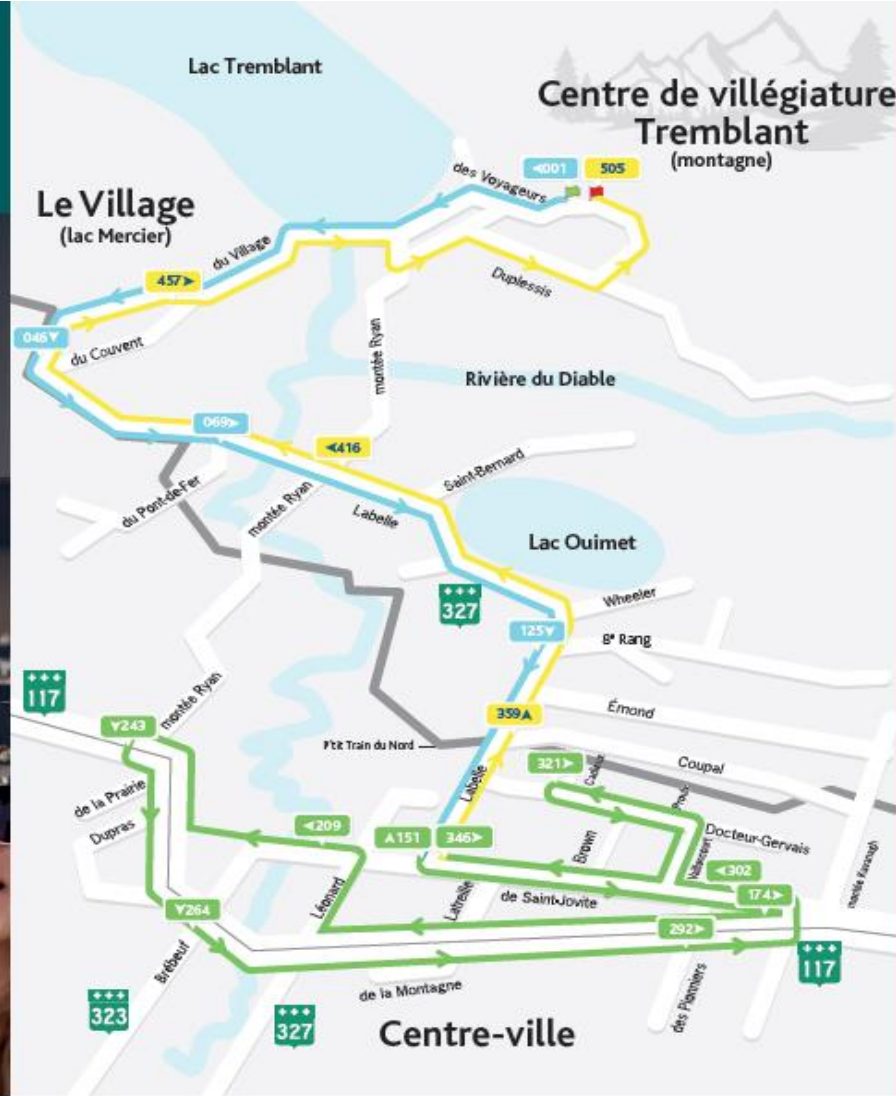 Lac Tremblant
Centre de villégiature
Tremblant
(montagne)
des Voyageurs
◄001
505
Le Village
(lac Mercier)
du Village
457►
Duplessis
046▼
du Couvent
montée Ryan
Rivière du Diable
069►
◄416
Saint-Bernard
du Pont-de-Fer
montée Ryan
Labelle
Lac Ouimet
327
Wheeler
125▼
8e Rang
117
montée Ryan
Émond
359▲
▼243
P'tit Train du Nord
321►
Cadieux
Coupal
de la Prairie
Labelle
Proulx
Dupras
◄209
▲151
346►
Brown
Docteur-Gervais
Vaillancourt
◄302
montée Kavanagh
Léonard
Latreille
de Saint-Jovite
174►
▼264
292►
Brébeuf
117
de la Montagne
des Pionniers
323
327
Centre-ville